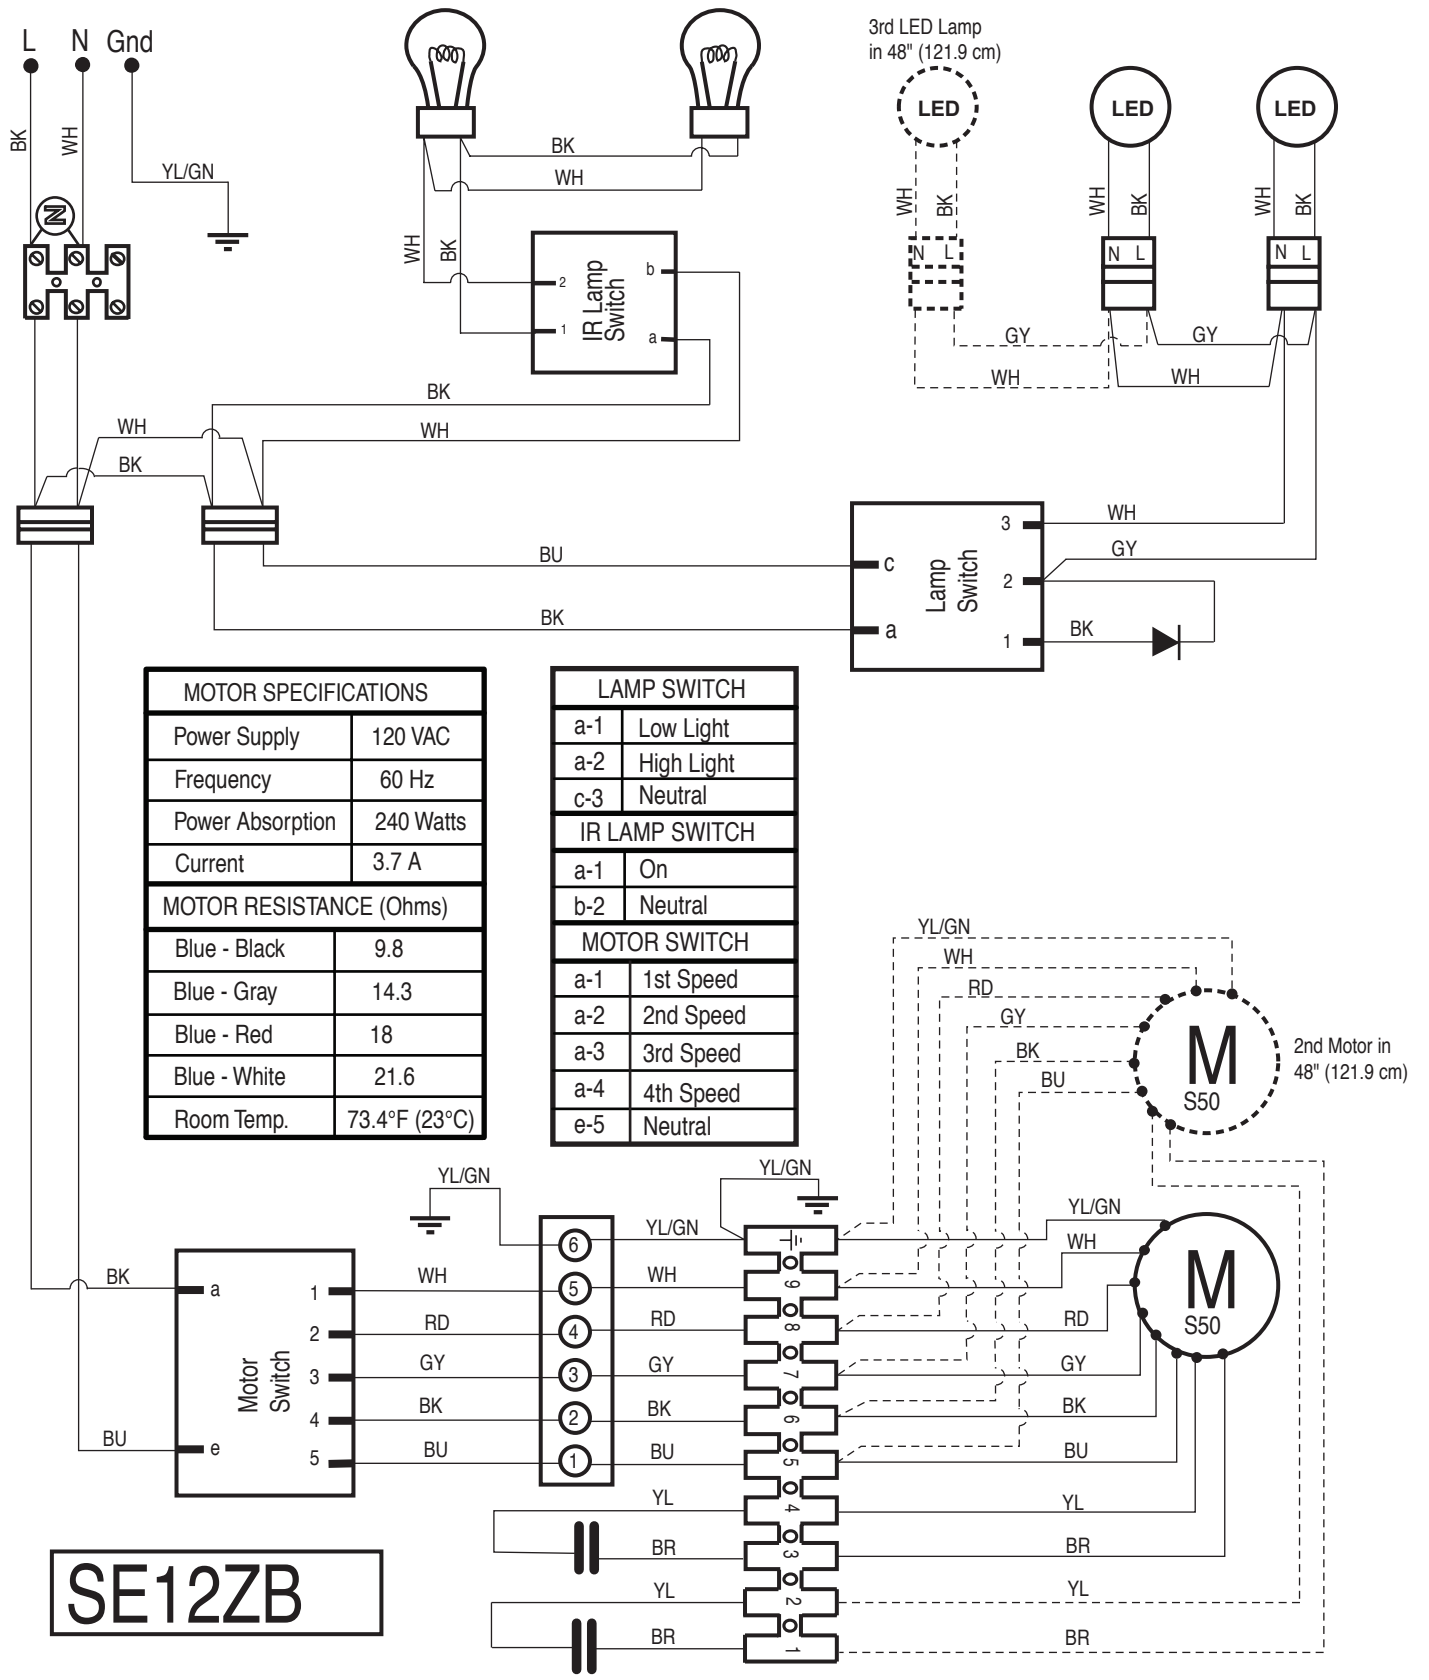 L N Gnd
3rd LED Lamp
in 48" (121.9 cm)
LED LED LED
BK WH YL/GN
BK
WH
WH BK WH BK WH BK
N
WH BK
IR Lamp
Switch
2 b
1 a
N L N L N L
GY GY
WH WH
BK
WH
WH
BK
Lamp
Switch
3 WH
GY
BU c 2
BK a 1 BK
MOTOR SPECIFICATIONS
Power Supply 120 VAC
Frequency 60 Hz
Power Absorption 240 Watts
Current 3.7 A
MOTOR RESISTANCE (Ohms)
Blue - Black 9.8
Blue - Gray 14.3
Blue - Red 18
Blue - White 21.6
Room Temp. 73.4°F (23°C)
LAMP SWITCH
a-1 Low Light
a-2 High Light
c-3 Neutral
IR LAMP SWITCH
a-1 On
b-2 Neutral
MOTOR SWITCH
a-1 1st Speed
a-2 2nd Speed
a-3 3rd Speed
a-4 4th Speed
e-5 Neutral
YL/GN
WH
RD
GY
BK
BU
M
S50
2nd Motor in
48" (121.9 cm)
YL/GN YL/GN
6 YL/GN YL/GN
BK a 1 WH 5 WH 9 WH
2 RD 4 RD 8 RD
Motor
Switch
3 GY 3 GY 7 GY
4 BK 2 BK 6 BK
BU e 5 BU 1 BU 5 BU
M
S50
YL 4 YL
BR 3 BR
YL 2 YL
BR 1 BR
SE12ZB